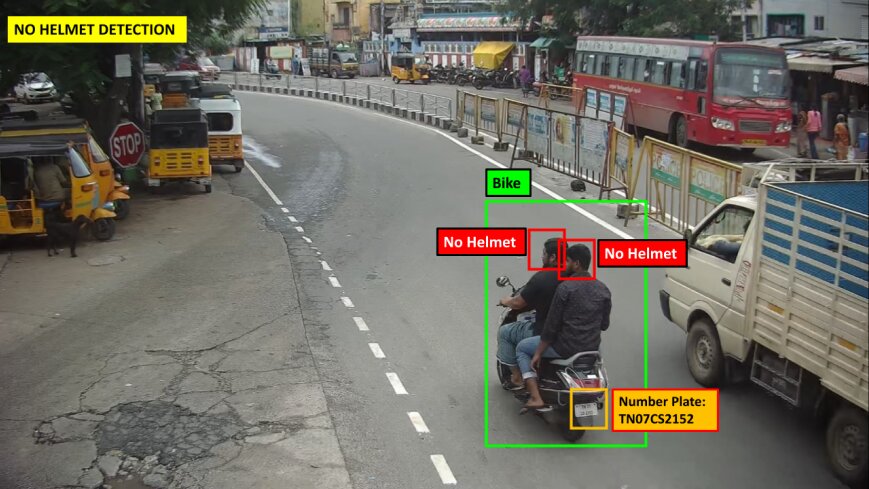 NO HELMET DETECTION
STOP
Bike
No Helmet
No Helmet
Number Plate:
TN07CS2152